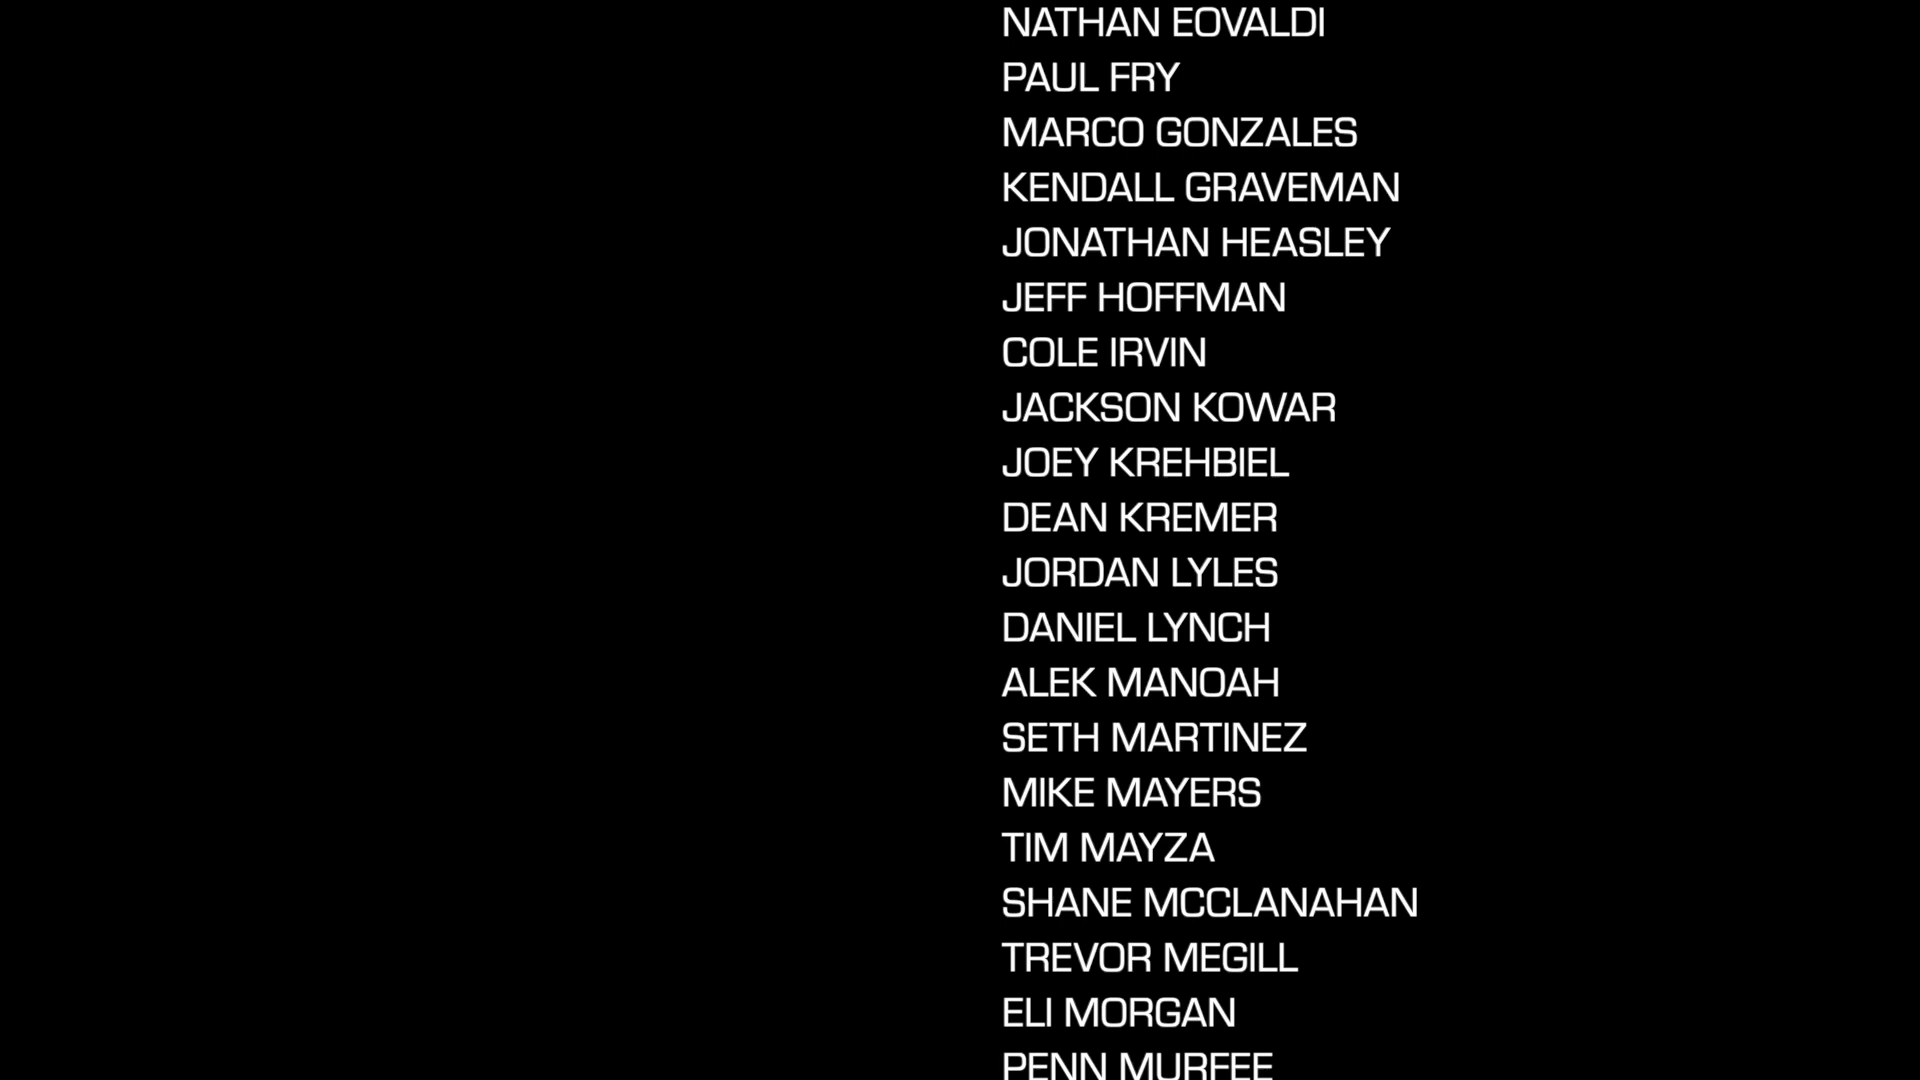 NATHAN EOVALDI
PAUL FRY
MARCO GONZALES
KENDALL GRAVEMAN
JONATHAN HEASLEY
JEFF HOFFMAN
COLE IRVIN
JACKSON KOWAR
JOEY KREHBIEL
DEAN KREMER
JORDAN LYLES
DANIEL LYNCH
ALEK MANOAH
SETH MARTINEZ
MIKE MAYERS
TIM MAYZA
SHANE MCCLANAHAN
TREVOR MEGILL
ELI MORGAN
PENN MURFEE